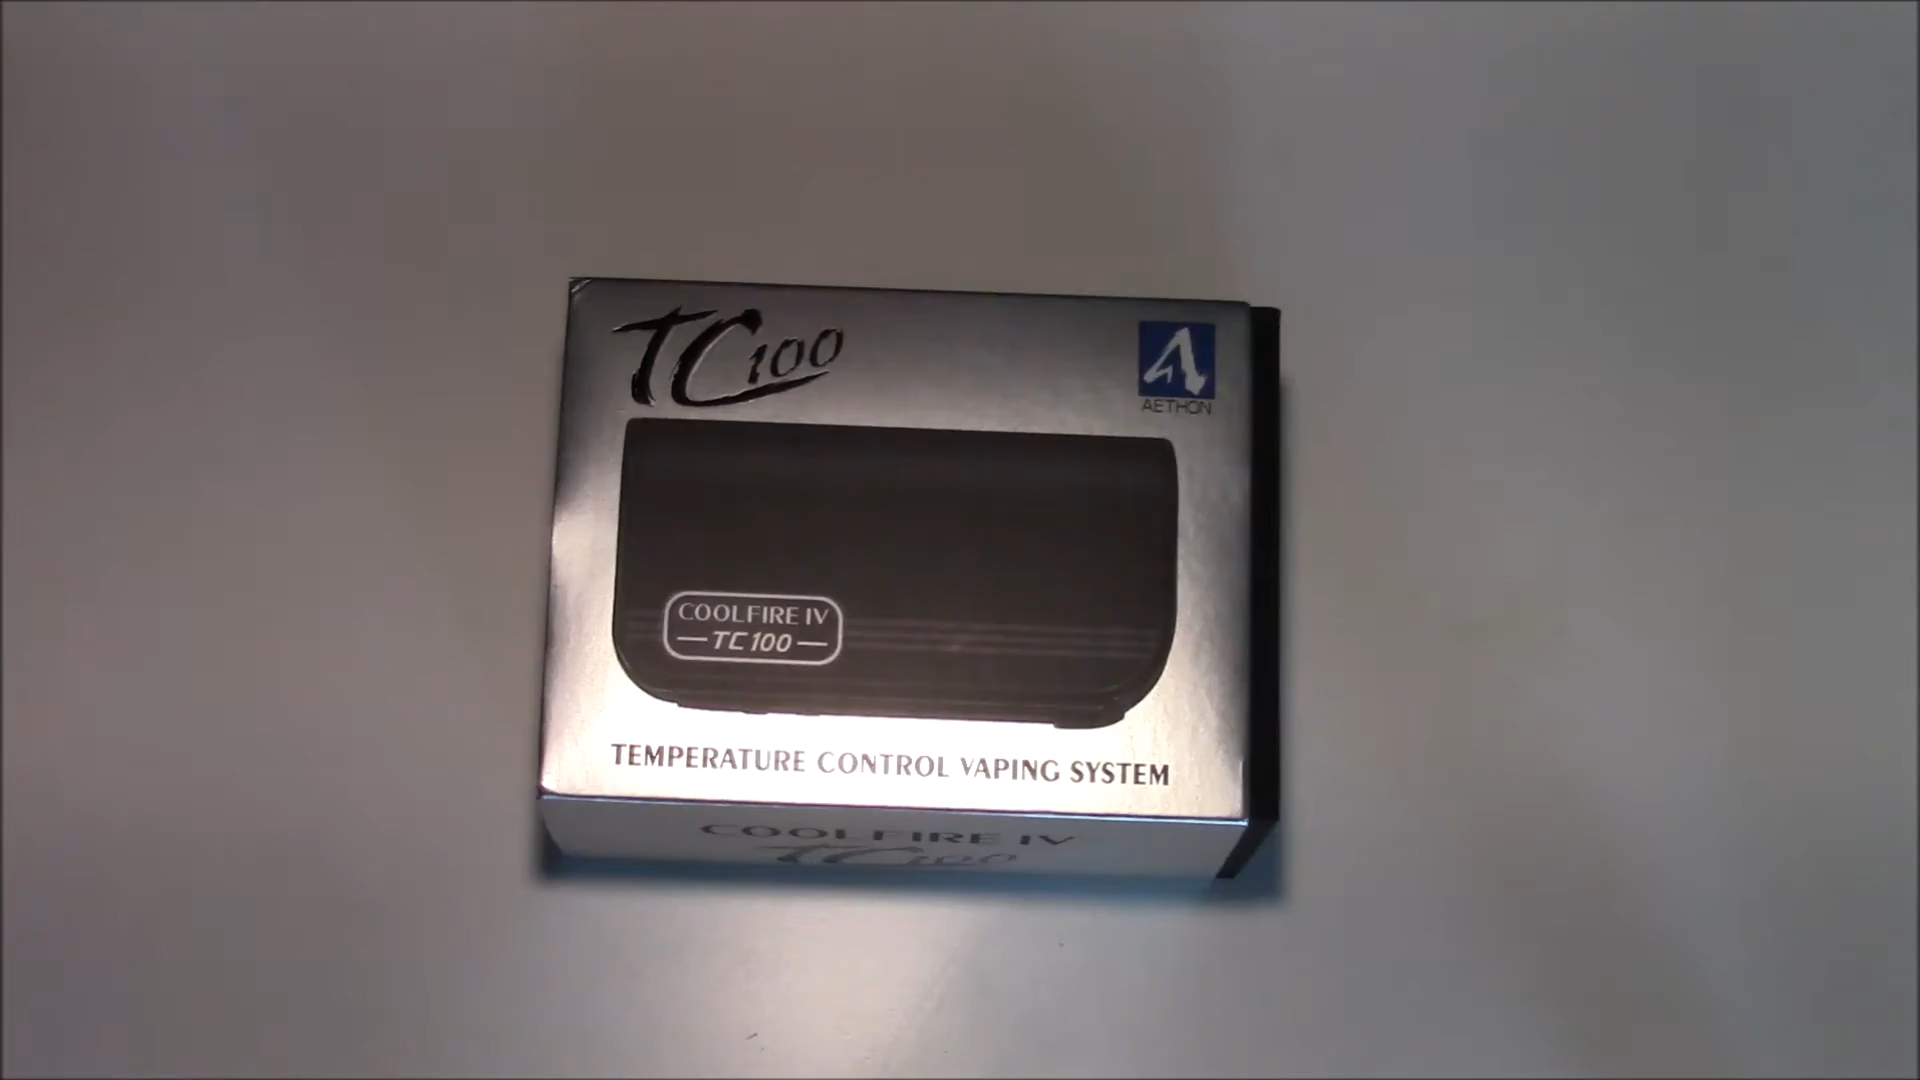 TC100
AETHON
COOLFIRE IV
TC100
TEMPERATURE CONTROL VAPING SYSTEM
COOLFIRE IV
TC100